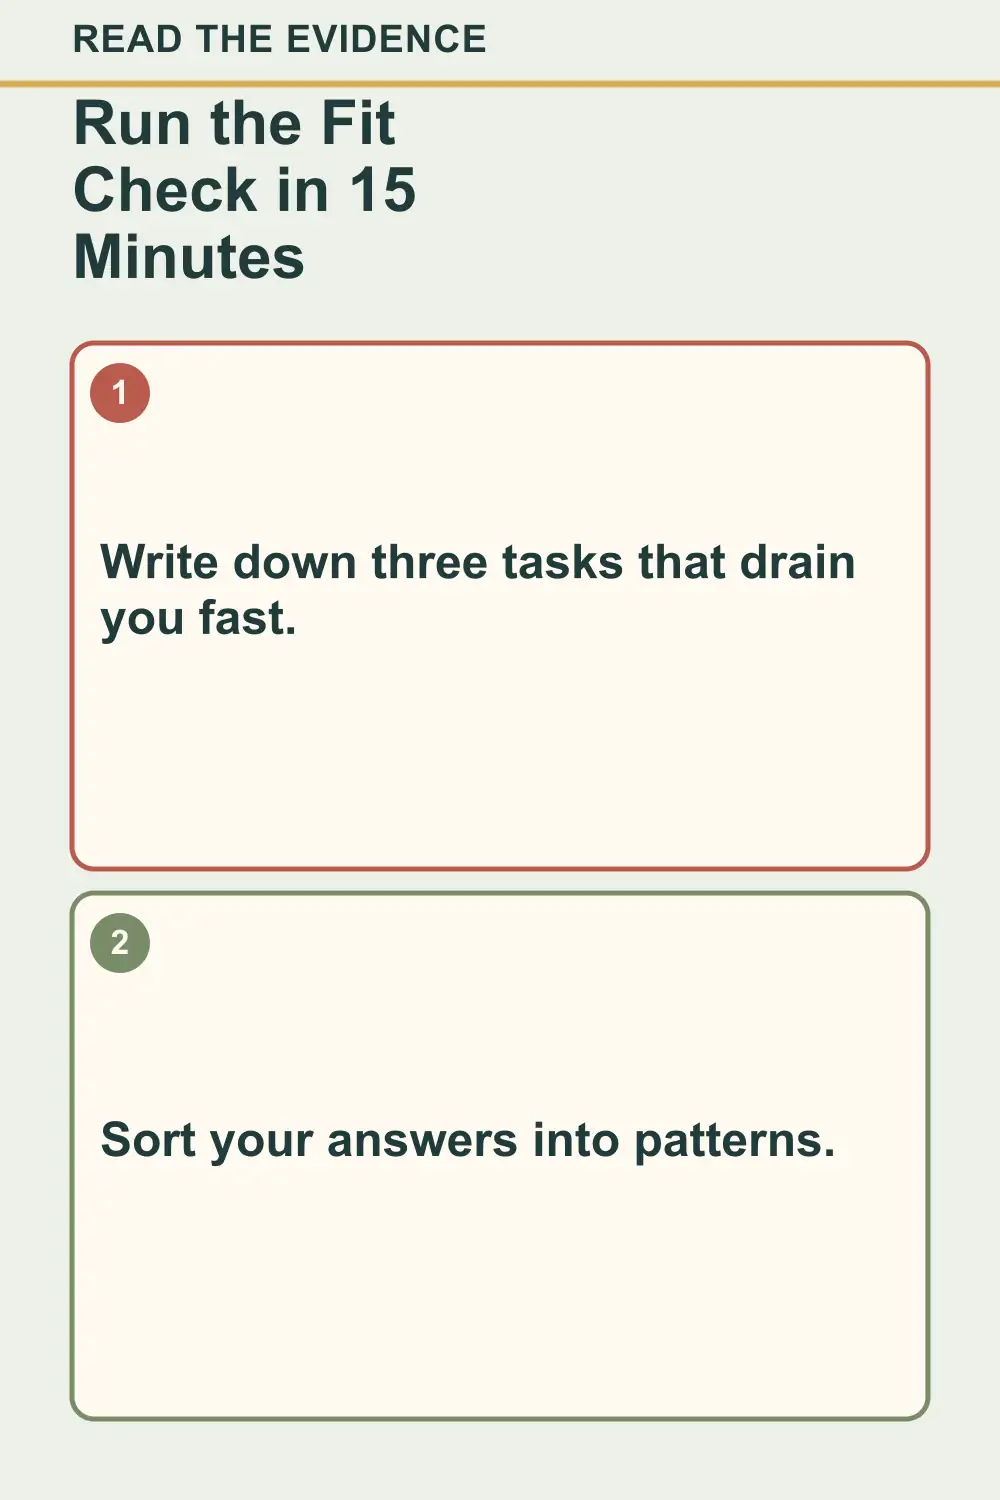 READ THE EVIDENCE
Run the Fit
Check in 15
Minutes
1
Write down three tasks that drain
you fast.
2
Sort your answers into patterns.